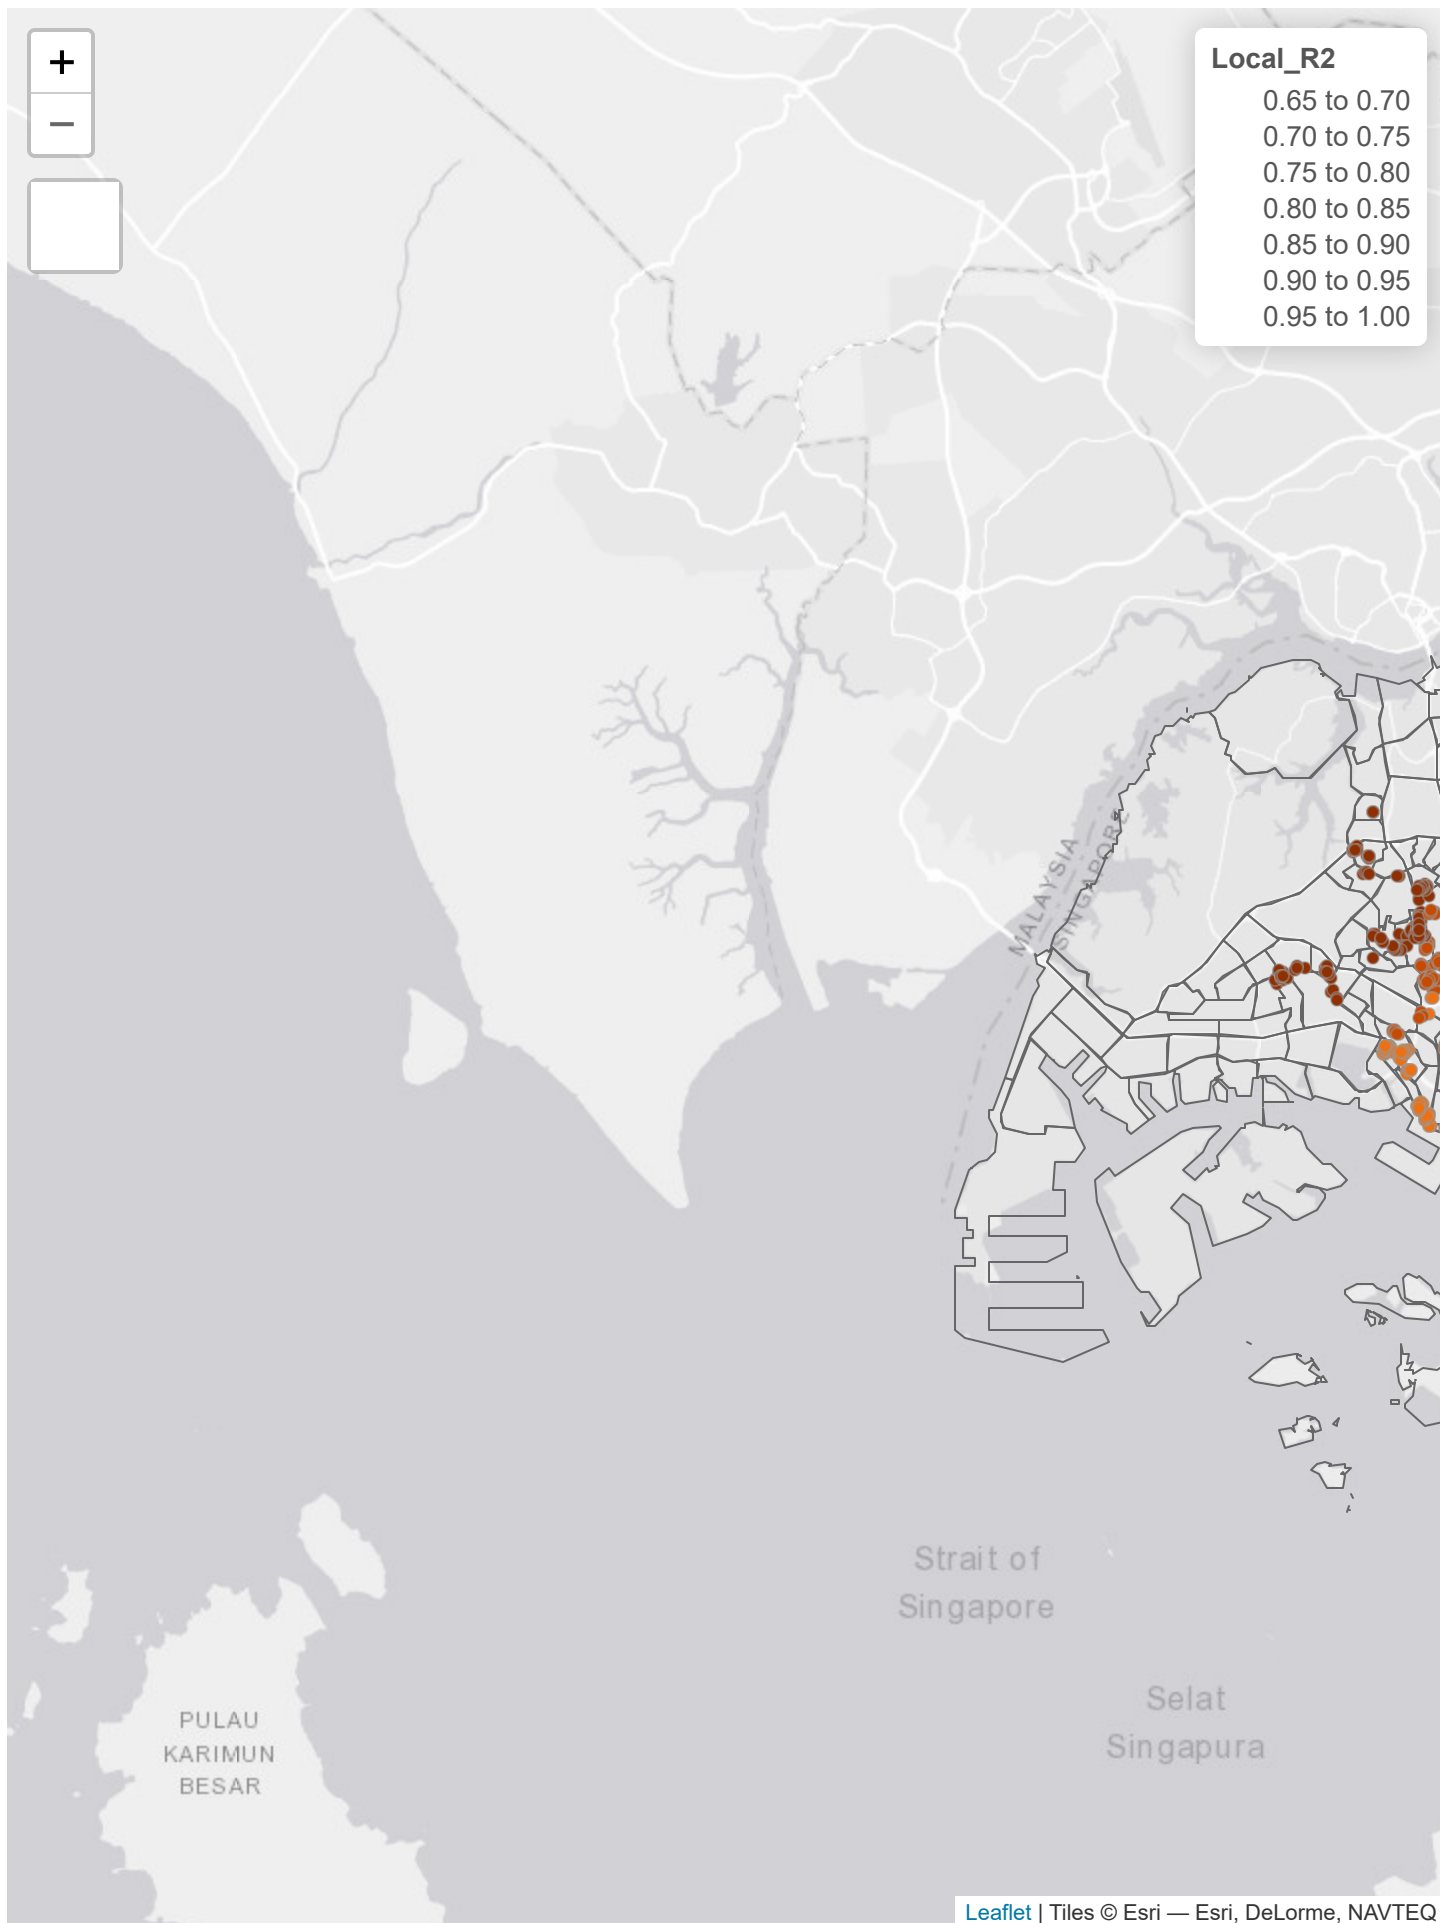 +
−
Local_R2
0.65 to 0.70
0.70 to 0.75
0.75 to 0.80
0.80 to 0.85
0.85 to 0.90
0.90 to 0.95
0.95 to 1.00
MALAYSIA
SINGAPORE
Strait of
Singapore
Selat
Singapura
PULAU
KARIMUN
BESAR
Leaflet | Tiles © Esri — Esri, DeLorme, NAVTEQ